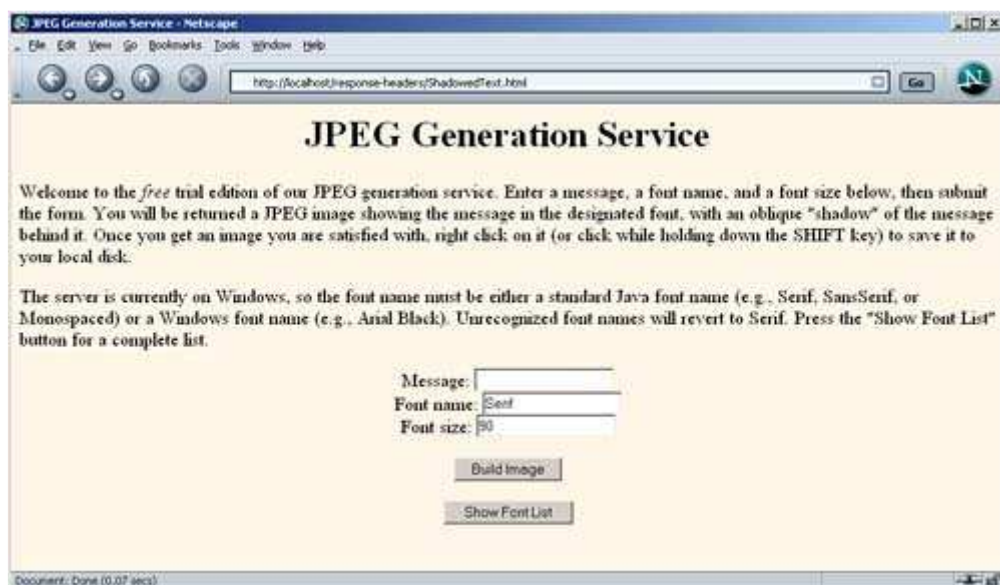 JPEG Generation Service - Netscape
File Edit View Go Bookmarks Tools Window Help
http://localhost/response-headers/ShadowedText.html
Go
N
JPEG Generation Service
Welcome to the free trial edition of our JPEG generation service. Enter a message, a font name, and a font size below, then submit
the form. You will be returned a JPEG image showing the message in the designated font, with an oblique "shadow" of the message
behind it. Once you get an image you are satisfied with, right click on it (or click while holding down the SHIFT key) to save it to
your local disk.
The server is currently on Windows, so the font name must be either a standard Java font name (e.g., Serif, SansSerif, or
Monospaced) or a Windows font name (e.g., Arial Black). Unrecognized font names will revert to Serif. Press the "Show Font List"
button for a complete list.
Message:
Font name: Serif
Font size: 90
Build Image
Show Font List
Document: Done (0.07 secs)